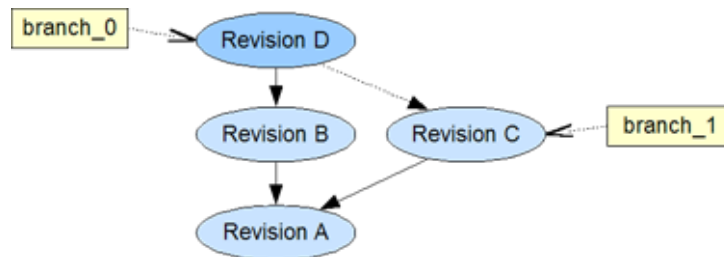 branch_0
Revision D
Revision B
Revision C
branch_1
Revision A